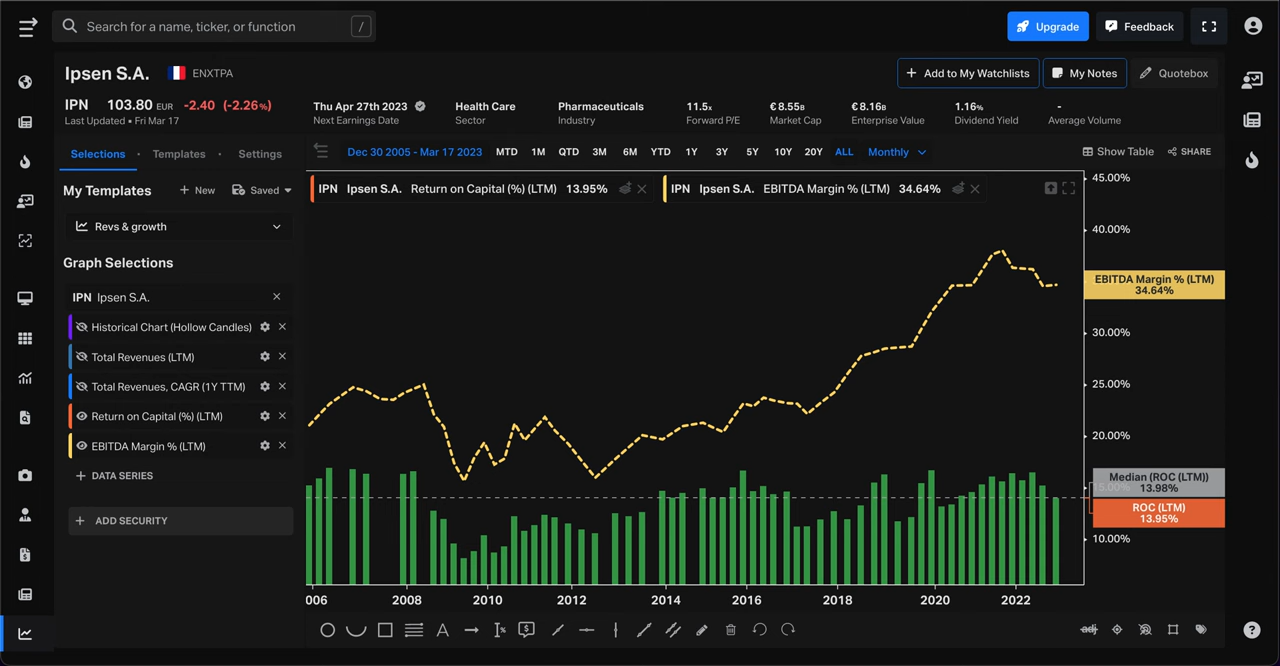 Search for a name, ticker, or function /
Upgrade
Feedback
Ipsen S.A. ENXTPA
IPN 103.80 EUR -2.40 (-2.26%)
Last Updated • Fri Mar 17
Thu Apr 27th 2023
Next Earnings Date
Health Care
Sector
Pharmaceuticals
Industry
11.5x
Forward P/E
€8.55B
Market Cap
€8.16B
Enterprise Value
1.16%
Dividend Yield
-
Average Volume
+ Add to My Watchlists
My Notes
Quotebox
Selections • Templates • Settings
Dec 30 2005 - Mar 17 2023 MTD 1M QTD 3M 6M YTD 1Y 3Y 5Y 10Y 20Y ALL Monthly
Show Table SHARE
My Templates + New Saved
Revs & growth
Graph Selections
IPN Ipsen S.A.
Historical Chart (Hollow Candles)
Total Revenues (LTM)
Total Revenues, CAGR (1Y TTM)
Return on Capital (%) (LTM)
EBITDA Margin % (LTM)
+ DATA SERIES
+ ADD SECURITY
IPN Ipsen S.A. Return on Capital (%) (LTM) 13.95%
IPN Ipsen S.A. EBITDA Margin % (LTM) 34.64%
45.00%
40.00%
EBITDA Margin % (LTM)
34.64%
30.00%
25.00%
20.00%
15.00%
Median (ROC (LTM))
13.98%
ROC (LTM)
13.95%
10.00%
006 2008 2010 2012 2014 2016 2018 2020 2022
A
%
$
adj
?